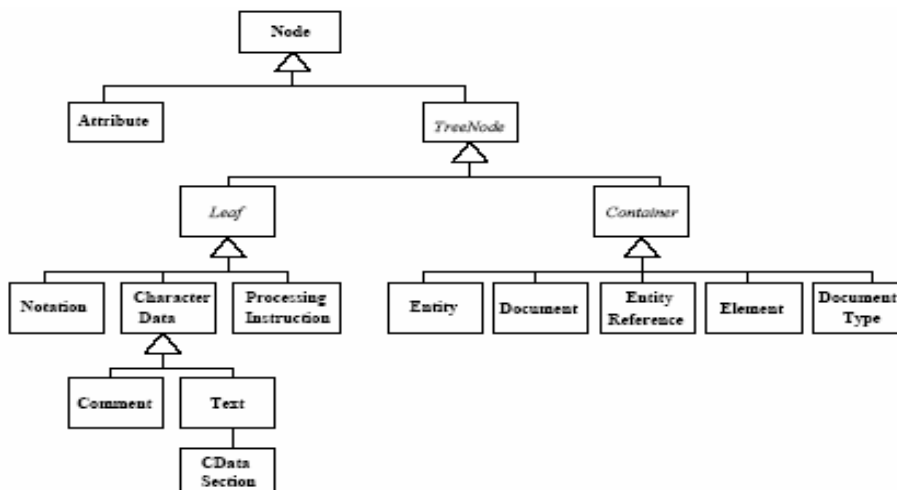 Node
Attribute
TreeNode
Leaf
Container
Notation
Character
Data
Processing
Instruction
Entity
Document
Entity
Reference
Element
Document
Type
Comment
Text
CData
Section